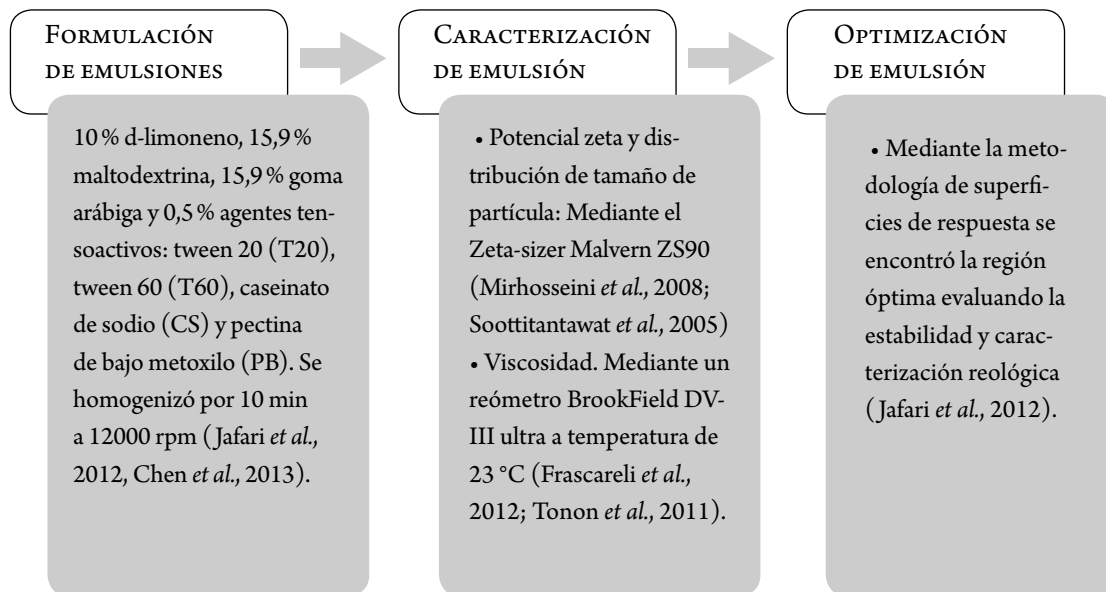 Formulación
de emulsiones
10 % d-limoneno, 15,9 %
maltodextrina, 15,9 % goma
arábiga y 0,5 % agentes ten-
soactivos: tween 20 (T20),
tween 60 (T60), caseinato
de sodio (CS) y pectina
de bajo metoxilo (PB). Se
homogenizó por 10 min
a 12000 rpm (Jafari et al.,
2012, Chen et al., 2013).
Caracterización
de emulsión
• Potencial zeta y dis-
tribución de tamaño de
partícula: Mediante el
Zeta-sizer Malvern ZS90
(Mirhosseini et al., 2008;
Soottitantawat et al., 2005)
• Viscosidad. Mediante un
reómetro BrookField DV-
III ultra a temperatura de
23 °C (Frascareli et al.,
2012; Tonon et al., 2011).
Optimización
de emulsión
• Mediante la meto-
dología de superfi-
cies de respuesta se
encontró la región
óptima evaluando la
estabilidad y carac-
terización reológica
(Jafari et al., 2012).